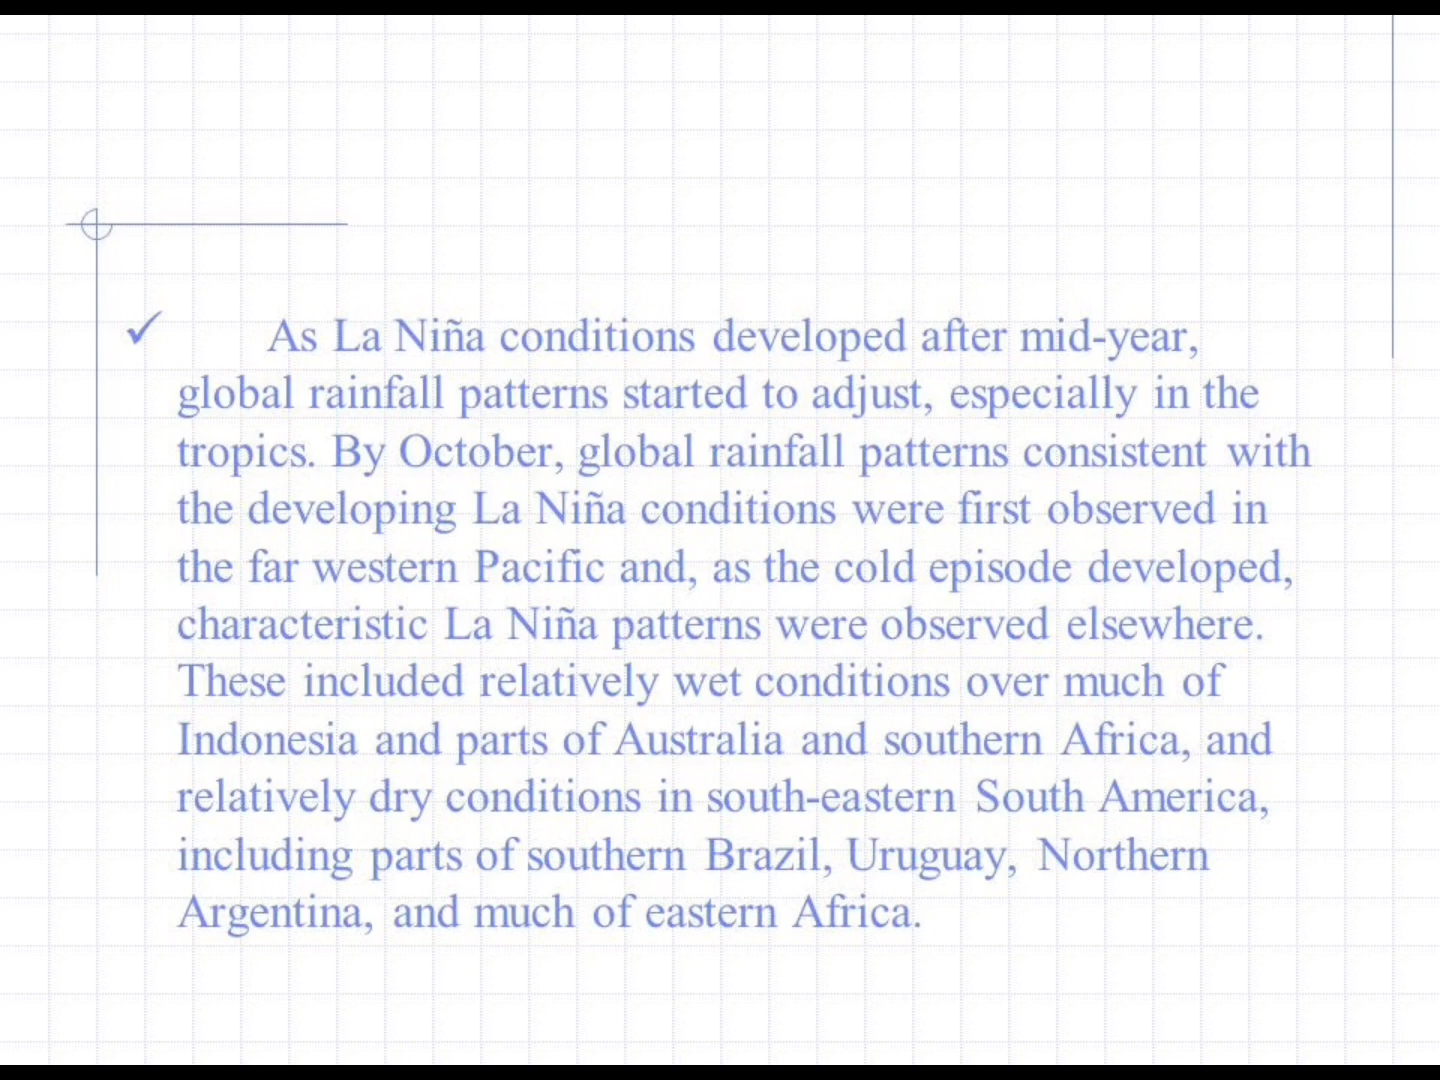 ✓ As La Niña conditions developed after mid-year,
global rainfall patterns started to adjust, especially in the
tropics. By October, global rainfall patterns consistent with
the developing La Niña conditions were first observed in
the far western Pacific and, as the cold episode developed,
characteristic La Niña patterns were observed elsewhere.
These included relatively wet conditions over much of
Indonesia and parts of Australia and southern Africa, and
relatively dry conditions in south-eastern South America,
including parts of southern Brazil, Uruguay, Northern
Argentina, and much of eastern Africa.